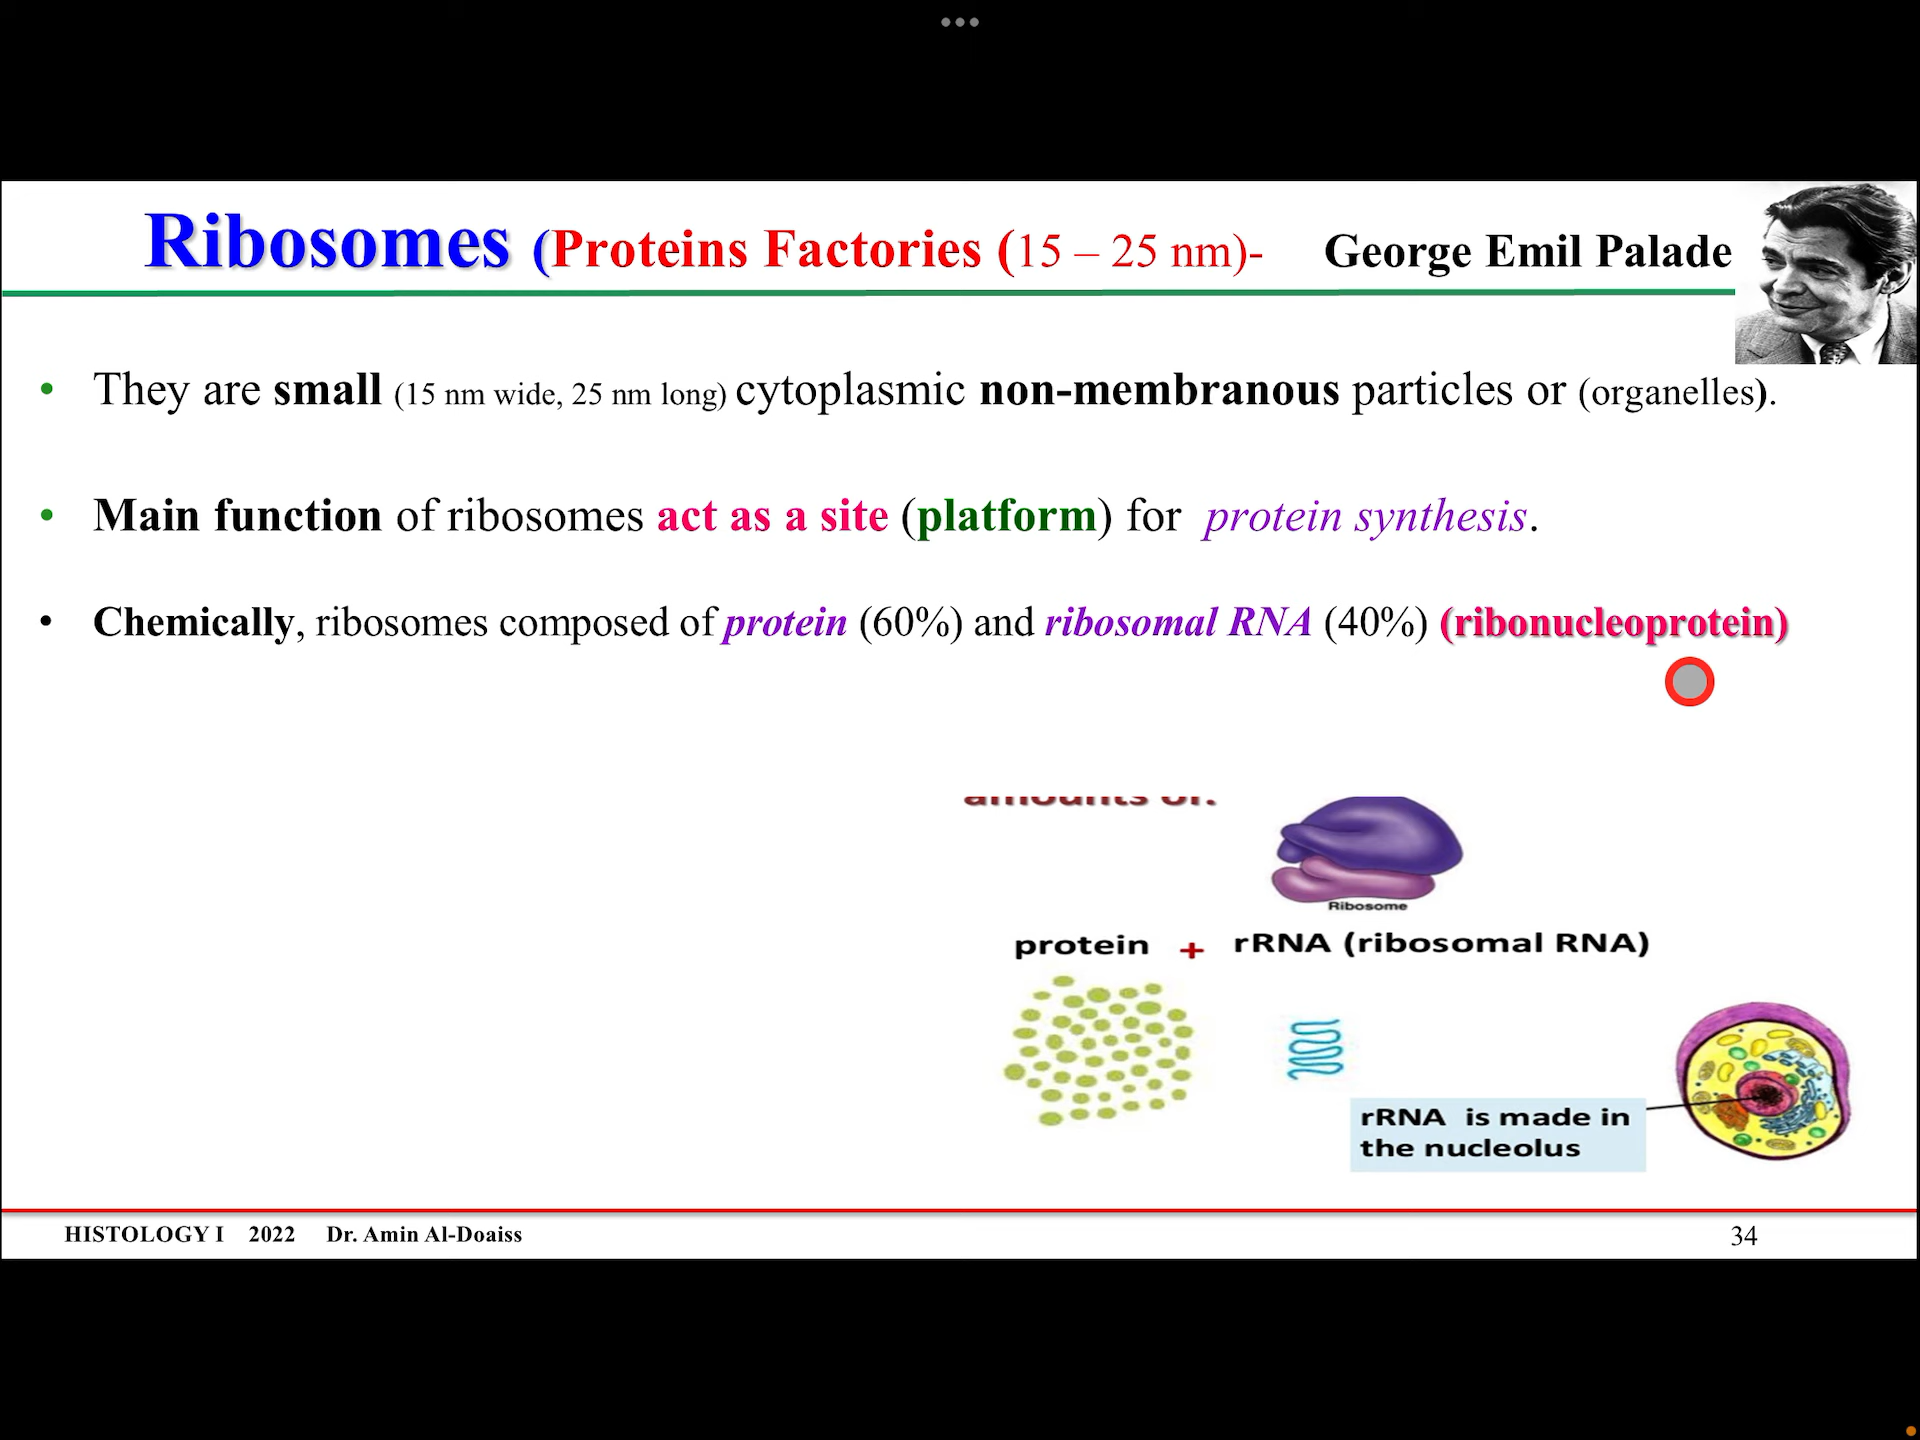 Ribosomes (Proteins Factories (15 – 25 nm)- George Emil Palade
• They are small (15 nm wide, 25 nm long) cytoplasmic non-membranous particles or (organelles).
• Main function of ribosomes act as a site (platform) for protein synthesis.
• Chemically, ribosomes composed of protein (60%) and ribosomal RNA (40%) (ribonucleoprotein)
amounts of:
Ribosome
protein + rRNA (ribosomal RNA)
rRNA is made in
the nucleolus
HISTOLOGY I 2022 Dr. Amin Al-Doaiss 34